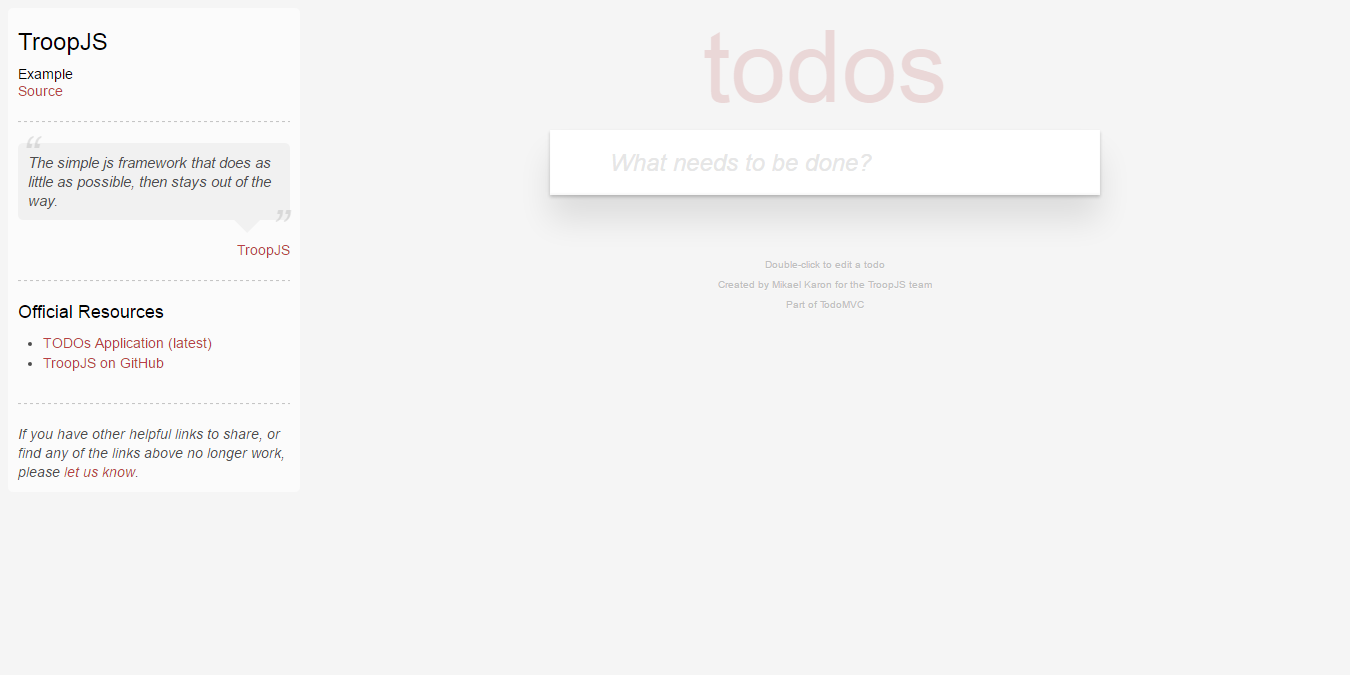 TroopJS
Example
Source
“
The simple js framework that does as
little as possible, then stays out of the
way.
”
TroopJS
Official Resources
• TODOs Application (latest)
• TroopJS on GitHub
If you have other helpful links to share, or
find any of the links above no longer work,
please let us know.
todos
What needs to be done?
Double-click to edit a todo
Created by Mikael Karon for the TroopJS team
Part of TodoMVC